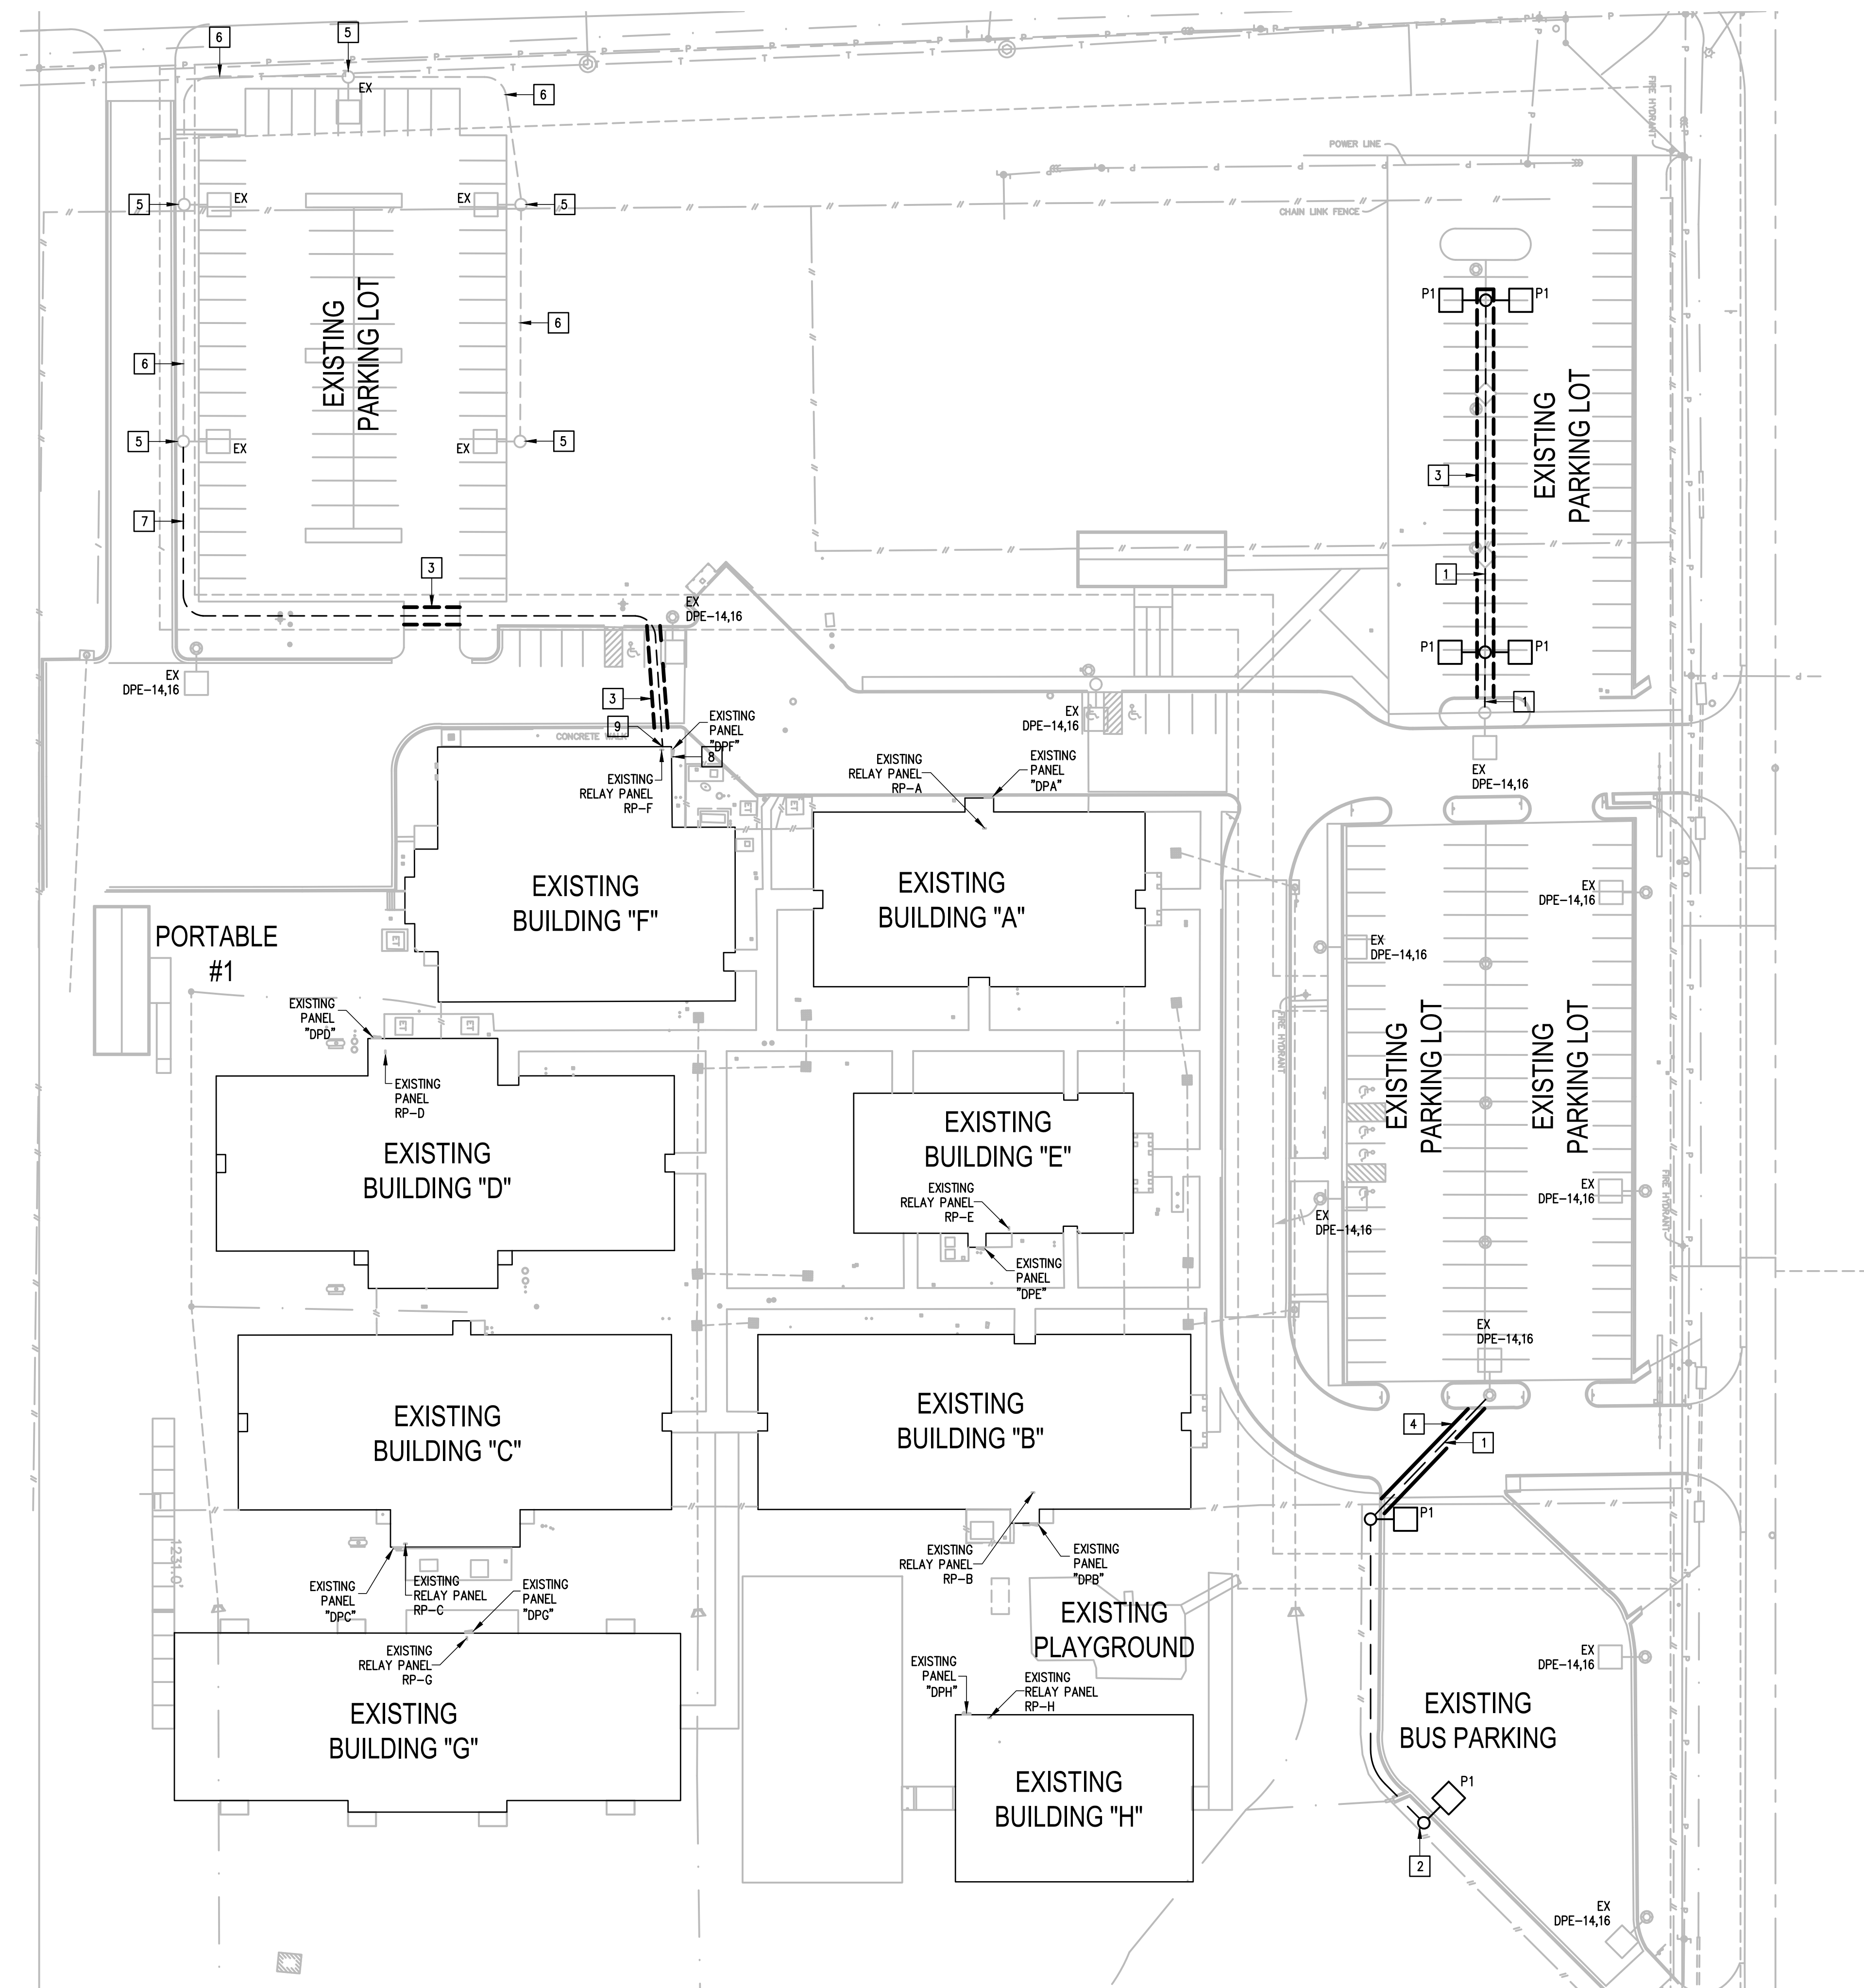 6
5
EX
6
POWER LINE
FIRE HYDRANT
5
EX
EX
5
CHAIN LINK FENCE
P1
P1
EXISTING
PARKING LOT
6
6
EXISTING
PARKING LOT
5
EX
EX
5
3
7
1
3
EX
DPE-14,16
P1
P1
EX
DPE-14,16
3
1
9
EXISTING
PANEL
"DPF"
CONCRETE WALK
8
EX
DPE-14,16
EXISTING
RELAY PANEL
RP-F
EXISTING
RELAY PANEL
RP-A
EXISTING
PANEL
"DPA"
EX
DPE-14,16
ET
ET
EXISTING
BUILDING "F"
EXISTING
BUILDING "A"
EX
DPE-14,16
PORTABLE
#1
ET
EX
DPE-14,16
EXISTING
PANEL
"DPD"
ET
ET
FIRE HYDRANT
EXISTING
PARKING LOT
EXISTING
PARKING LOT
EXISTING
PANEL
RP-D
EXISTING
BUILDING "D"
EXISTING
BUILDING "E"
EXISTING
RELAY PANEL
RP-E
EX
DPE-14,16
FIRE HYDRANT
EX
DPE-14,16
EXISTING
PANEL
"DPE"
EX
DPE-14,16
EXISTING
BUILDING "C"
EXISTING
BUILDING "B"
4
1
P1
1231.0'
EXISTING
PANEL
"DPC"
EXISTING
RELAY PANEL
RP-C
EXISTING
PANEL
"DPG"
EXISTING
RELAY PANEL
RP-B
EXISTING
PANEL
"DPB"
EXISTING
PLAYGROUND
EXISTING
RELAY PANEL
RP-G
EXISTING
PANEL
"DPH"
EXISTING
RELAY PANEL
RP-H
EX
DPE-14,16
EXISTING
BUILDING "G"
EXISTING
BUS PARKING
EXISTING
BUILDING "H"
P1
2
EX
DPE-14,16